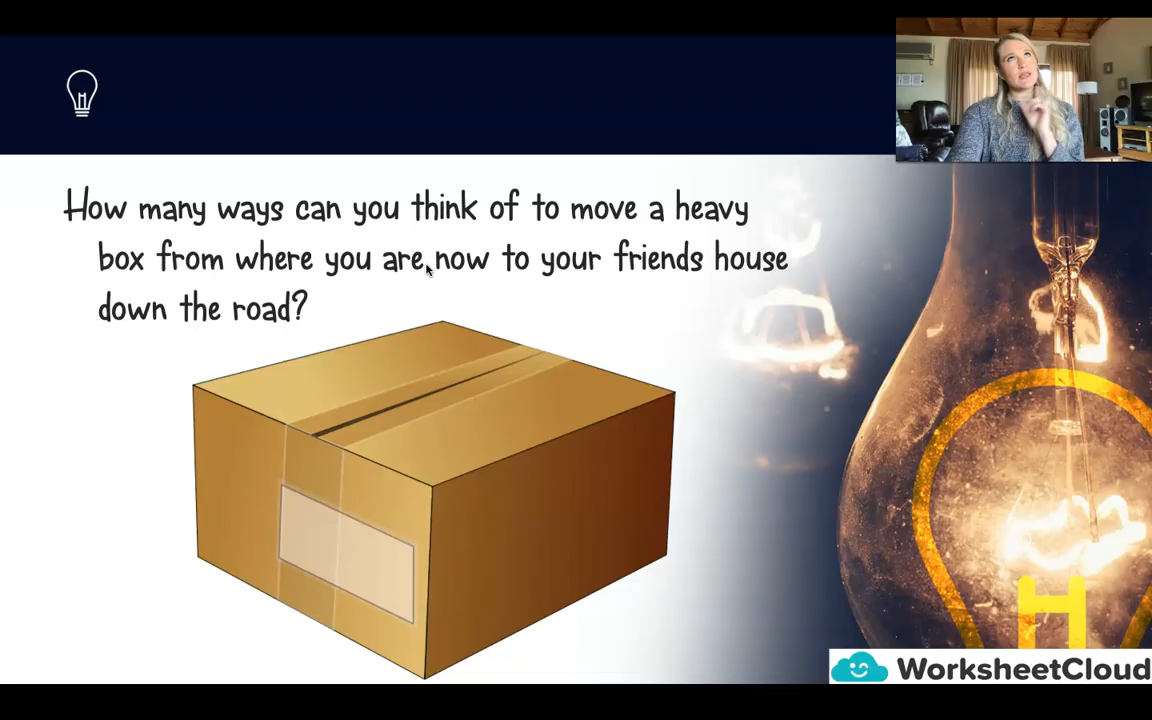 How many ways can you think of to move a heavy
box from where you are now to your friends house
down the road?
H
WorksheetCloud